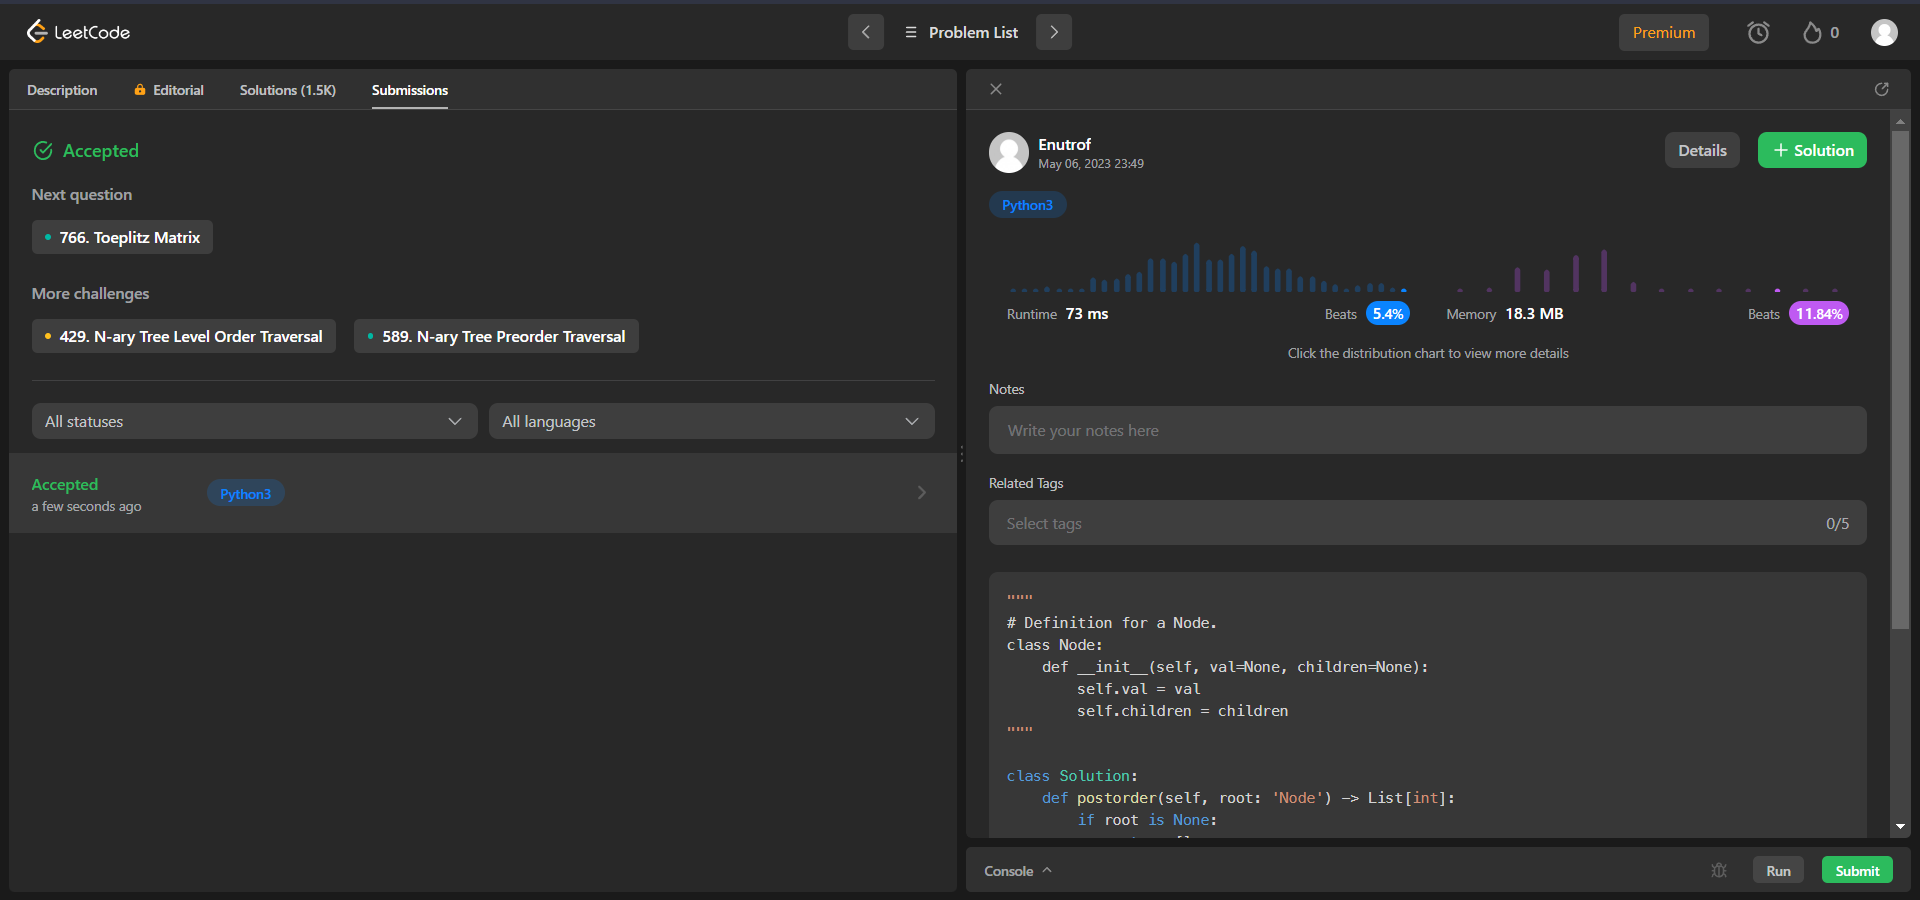 LeetCode
Problem List
Premium
0
Description
Editorial
Solutions (1.5K)
Submissions
Accepted
Next question
766. Toeplitz Matrix
More challenges
429. N-ary Tree Level Order Traversal
589. N-ary Tree Preorder Traversal
All statuses
All languages
Accepted
a few seconds ago
Python3
Enutrof
May 06, 2023 23:49
Details
+ Solution
Python3
Runtime 73 ms
Beats 5.4%
Memory 18.3 MB
Beats 11.84%
Click the distribution chart to view more details
Notes
Write your notes here
Related Tags
Select tags
0/5
"""
# Definition for a Node.
class Node:
    def __init__(self, val=None, children=None):
        self.val = val
        self.children = children
"""
class Solution:
    def postorder(self, root: 'Node') -> List[int]:
        if root is None:
Console
Run
Submit